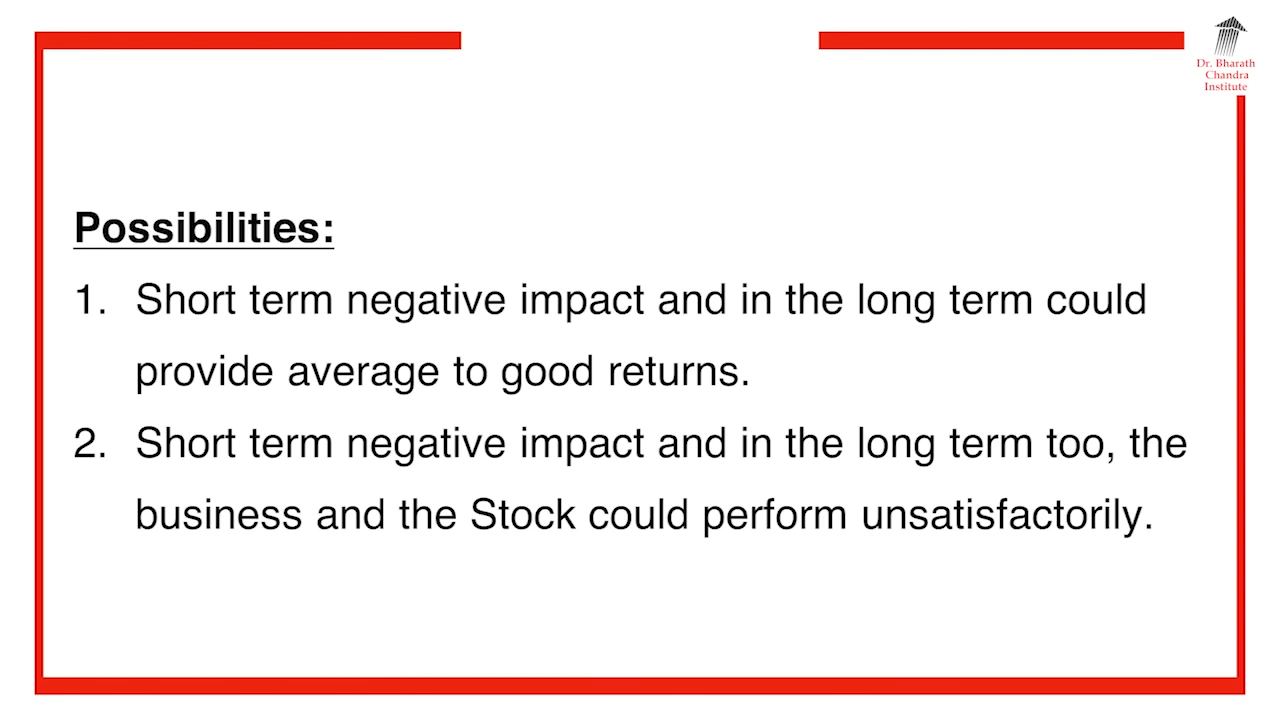 Dr. Bharath
Chandra
Institute
Possibilities:
1. Short term negative impact and in the long term could
provide average to good returns.
2. Short term negative impact and in the long term too, the
business and the Stock could perform unsatisfactorily.